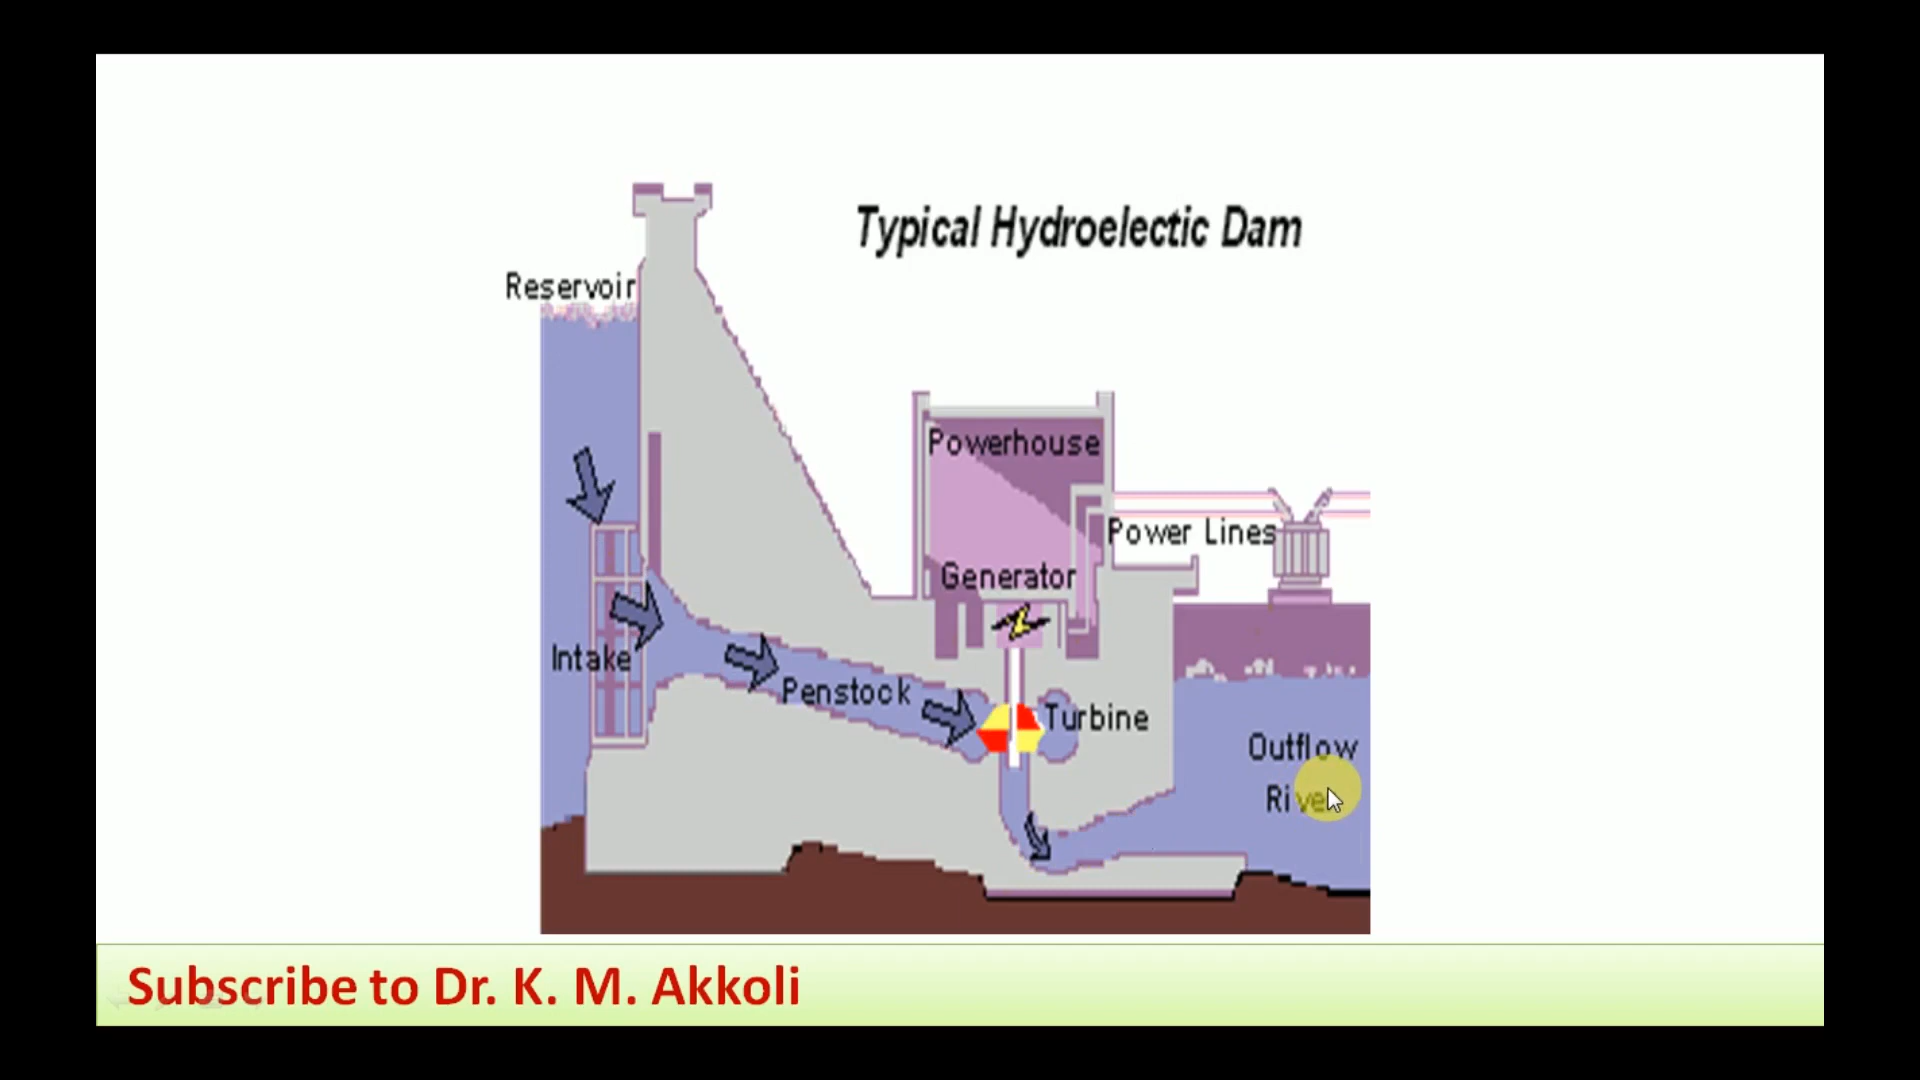 Typical Hydroelectic Dam
Reservoir
Powerhouse
Power Lines
Generator
Intake
Penstock
Turbine
Outflow
River
Subscribe to Dr. K. M. Akkoli